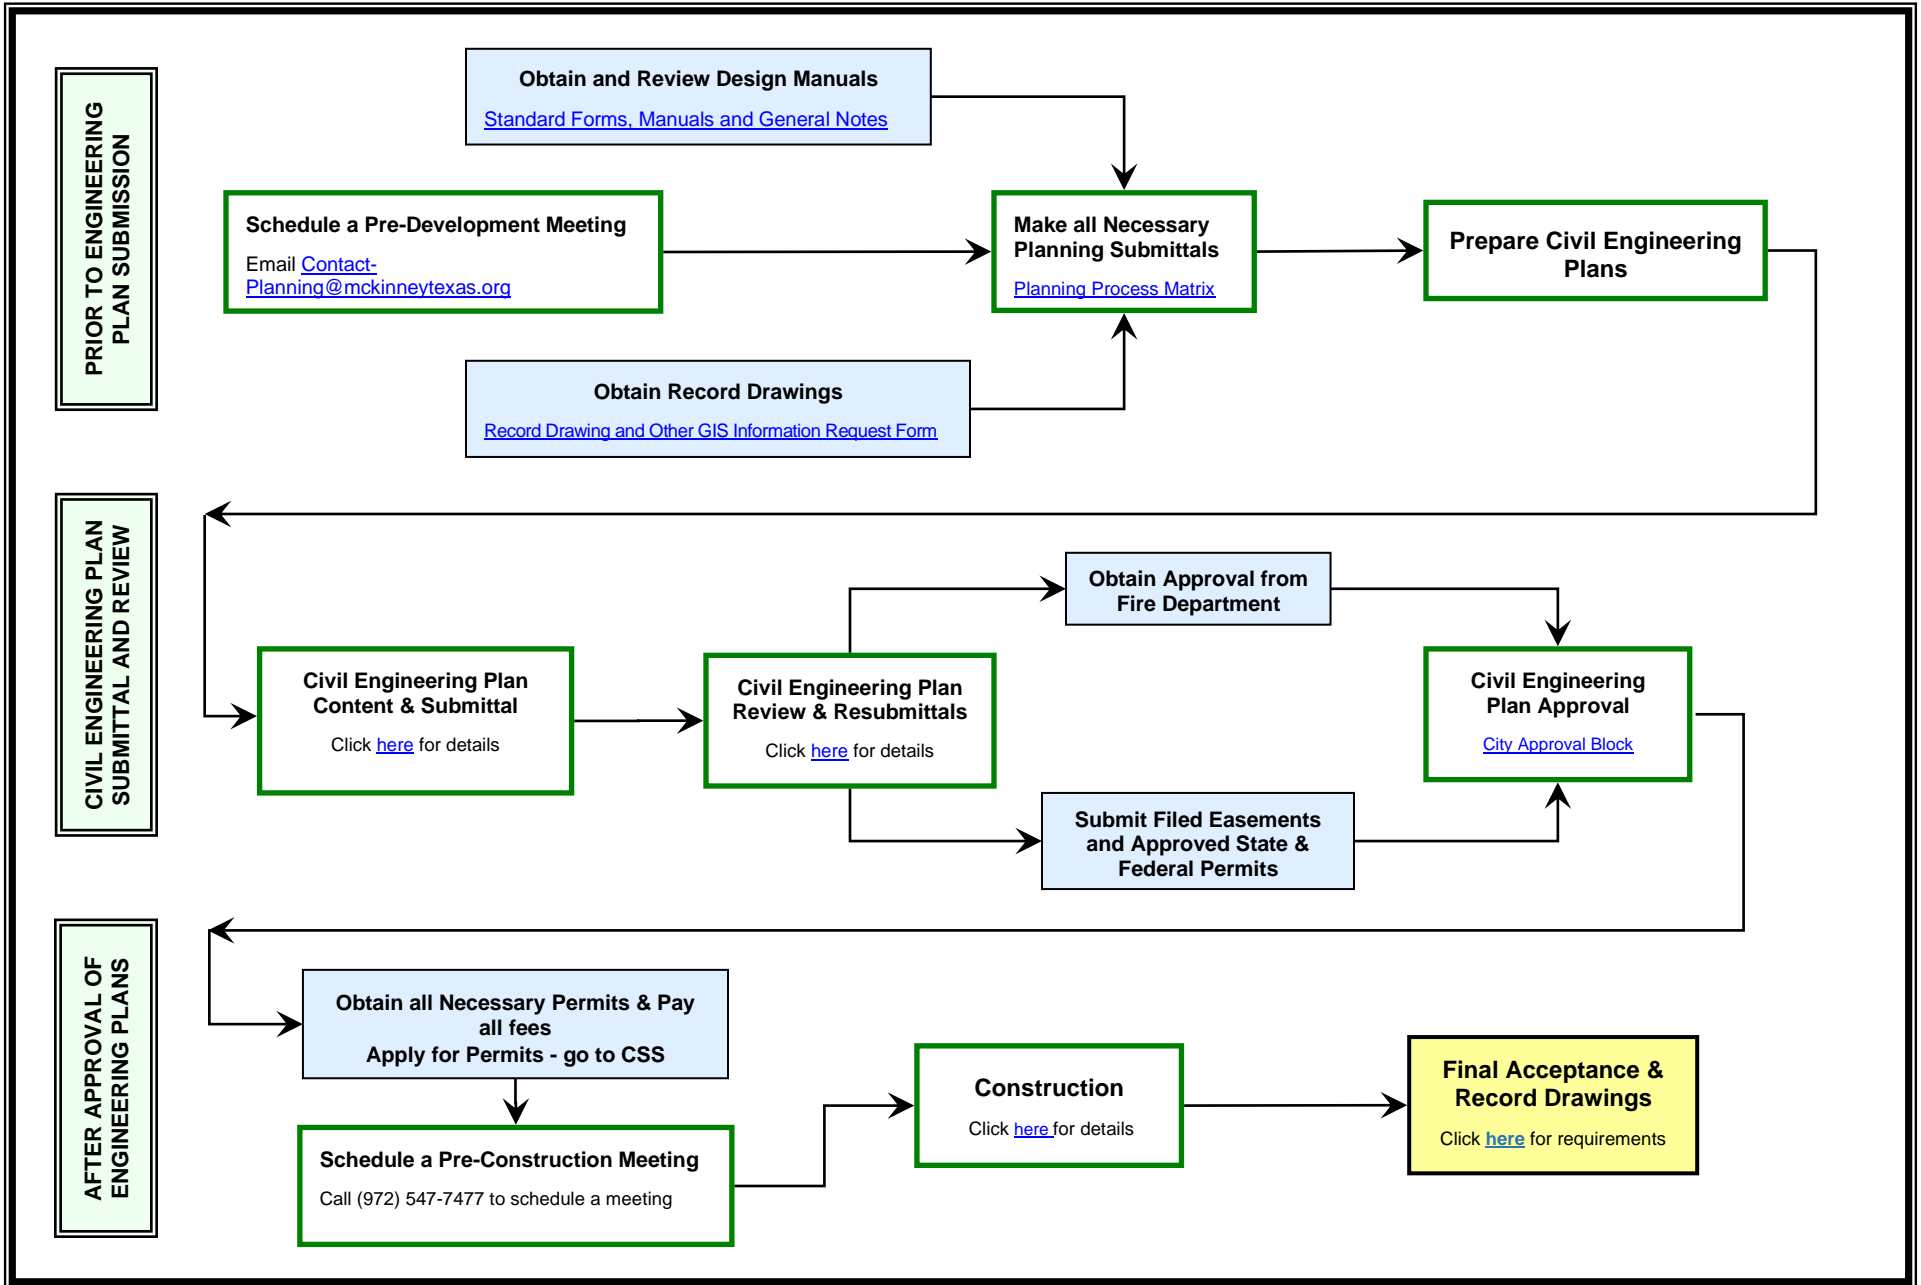 PRIOR TO ENGINEERING
PLAN SUBMISSION
Obtain and Review Design Manuals
Standard Forms, Manuals and General Notes
Schedule a Pre-Development Meeting
Email Contact-
Planning@mckinneytexas.org
Make all Necessary
Planning Submittals
Planning Process Matrix
Prepare Civil Engineering
Plans
Obtain Record Drawings
Record Drawing and Other GIS Information Request Form
CIVIL ENGINEERING PLAN
SUBMITTAL AND REVIEW
Civil Engineering Plan
Content & Submittal
Click here for details
Civil Engineering Plan
Review & Resubmittals
Click here for details
Obtain Approval from
Fire Department
Submit Filed Easements
and Approved State &
Federal Permits
Civil Engineering
Plan Approval
City Approval Block
AFTER APPROVAL OF
ENGINEERING PLANS
Obtain all Necessary Permits & Pay
all fees
Apply for Permits - go to CSS
Schedule a Pre-Construction Meeting
Call (972) 547-7477 to schedule a meeting
Construction
Click here for details
Final Acceptance &
Record Drawings
Click here for requirements